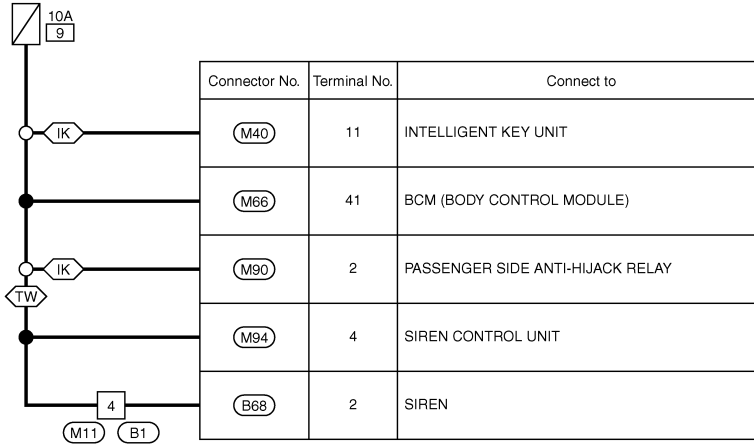 10A
9
Connector No. Terminal No. Connect to
IK M40 11 INTELLIGENT KEY UNIT
M66 41 BCM (BODY CONTROL MODULE)
IK M90 2 PASSENGER SIDE ANTI-HIJACK RELAY
TW
M94 4 SIREN CONTROL UNIT
4 B68 2 SIREN
M11 B1